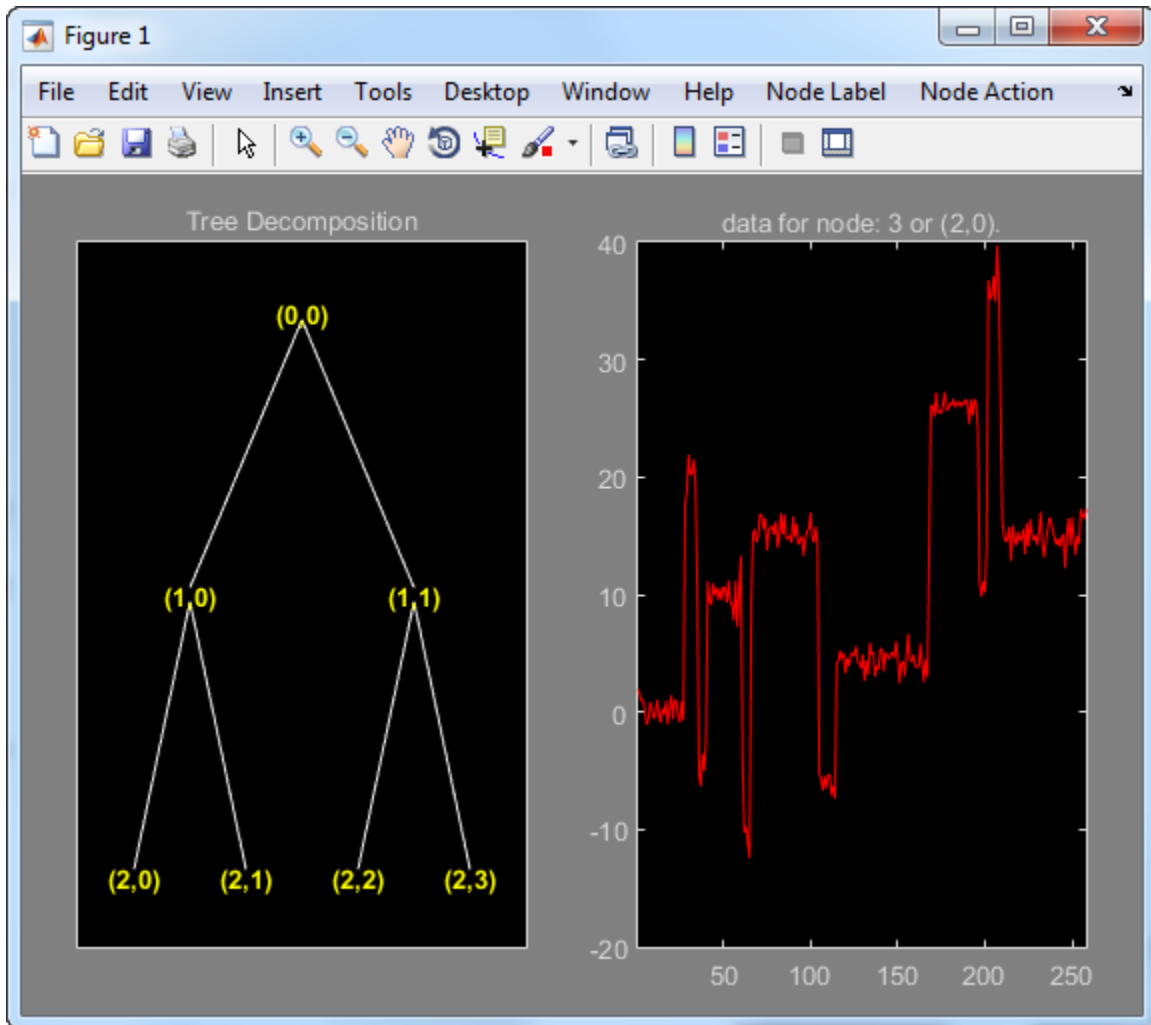 Figure 1
File Edit View Insert Tools Desktop Window Help Node Label Node Action
Tree Decomposition
(0,0)
(1,0) (1,1)
(2,0) (2,1) (2,2) (2,3)
data for node: 3 or (2,0).
40
30
20
10
0
-10
-20
50 100 150 200 250